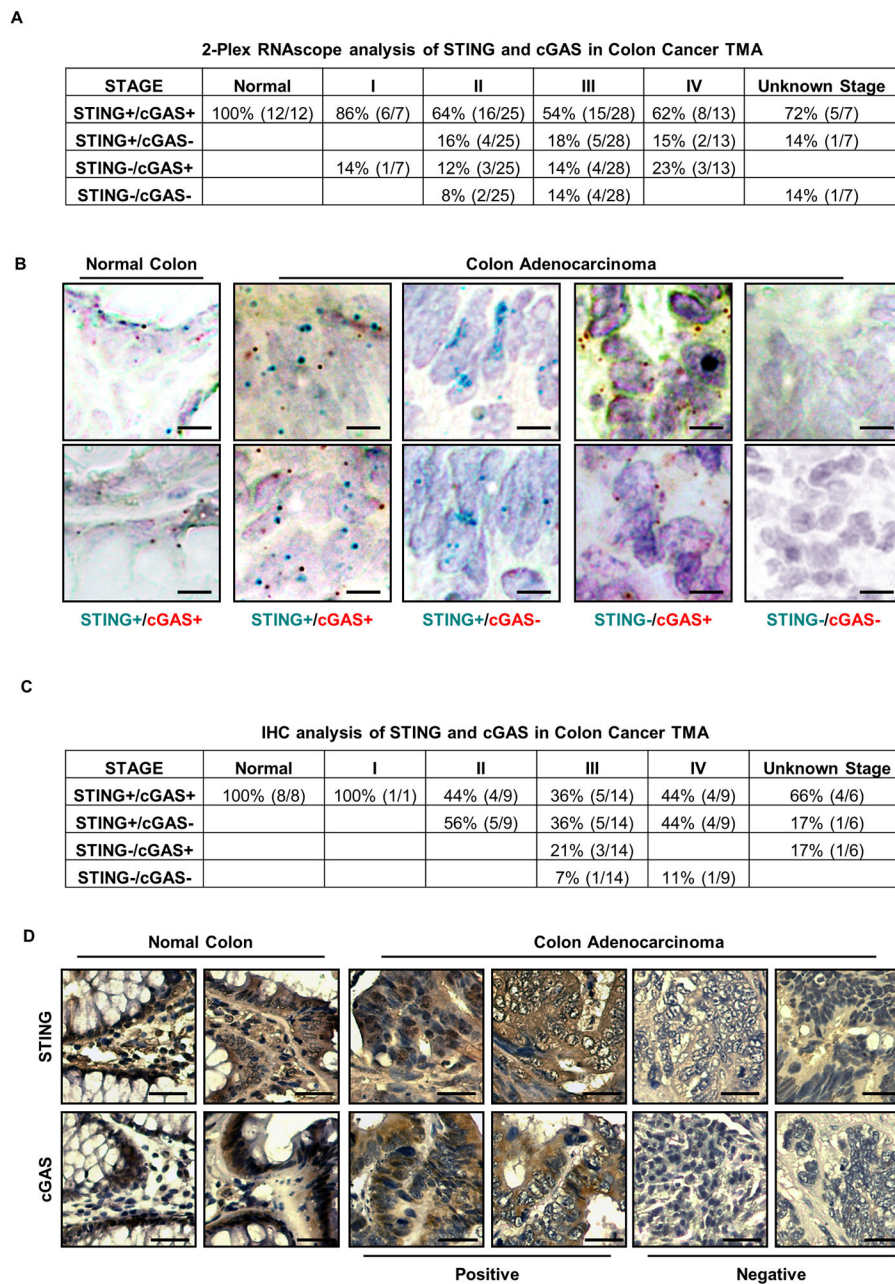 A
2-Plex RNAscope analysis of STING and cGAS in Colon Cancer TMA
STAGE Normal I II III IV Unknown Stage
STING+/cGAS+ 100% (12/12) 86% (6/7) 64% (16/25) 54% (15/28) 62% (8/13) 72% (5/7)
STING+/cGAS- 16% (4/25) 18% (5/28) 15% (2/13) 14% (1/7)
STING-/cGAS+ 14% (1/7) 12% (3/25) 14% (4/28) 23% (3/13)
STING-/cGAS- 8% (2/25) 14% (4/28) 14% (1/7)
B
Normal Colon Colon Adenocarcinoma
STING+/cGAS+ STING+/cGAS+ STING+/cGAS- STING-/cGAS+ STING-/cGAS-
C
IHC analysis of STING and cGAS in Colon Cancer TMA
STAGE Normal I II III IV Unknown Stage
STING+/cGAS+ 100% (8/8) 100% (1/1) 44% (4/9) 36% (5/14) 44% (4/9) 66% (4/6)
STING+/cGAS- 56% (5/9) 36% (5/14) 44% (4/9) 17% (1/6)
STING-/cGAS+ 21% (3/14) 17% (1/6)
STING-/cGAS- 7% (1/14) 11% (1/9)
D
Nomal Colon Colon Adenocarcinoma
STING
cGAS
Positive Negative